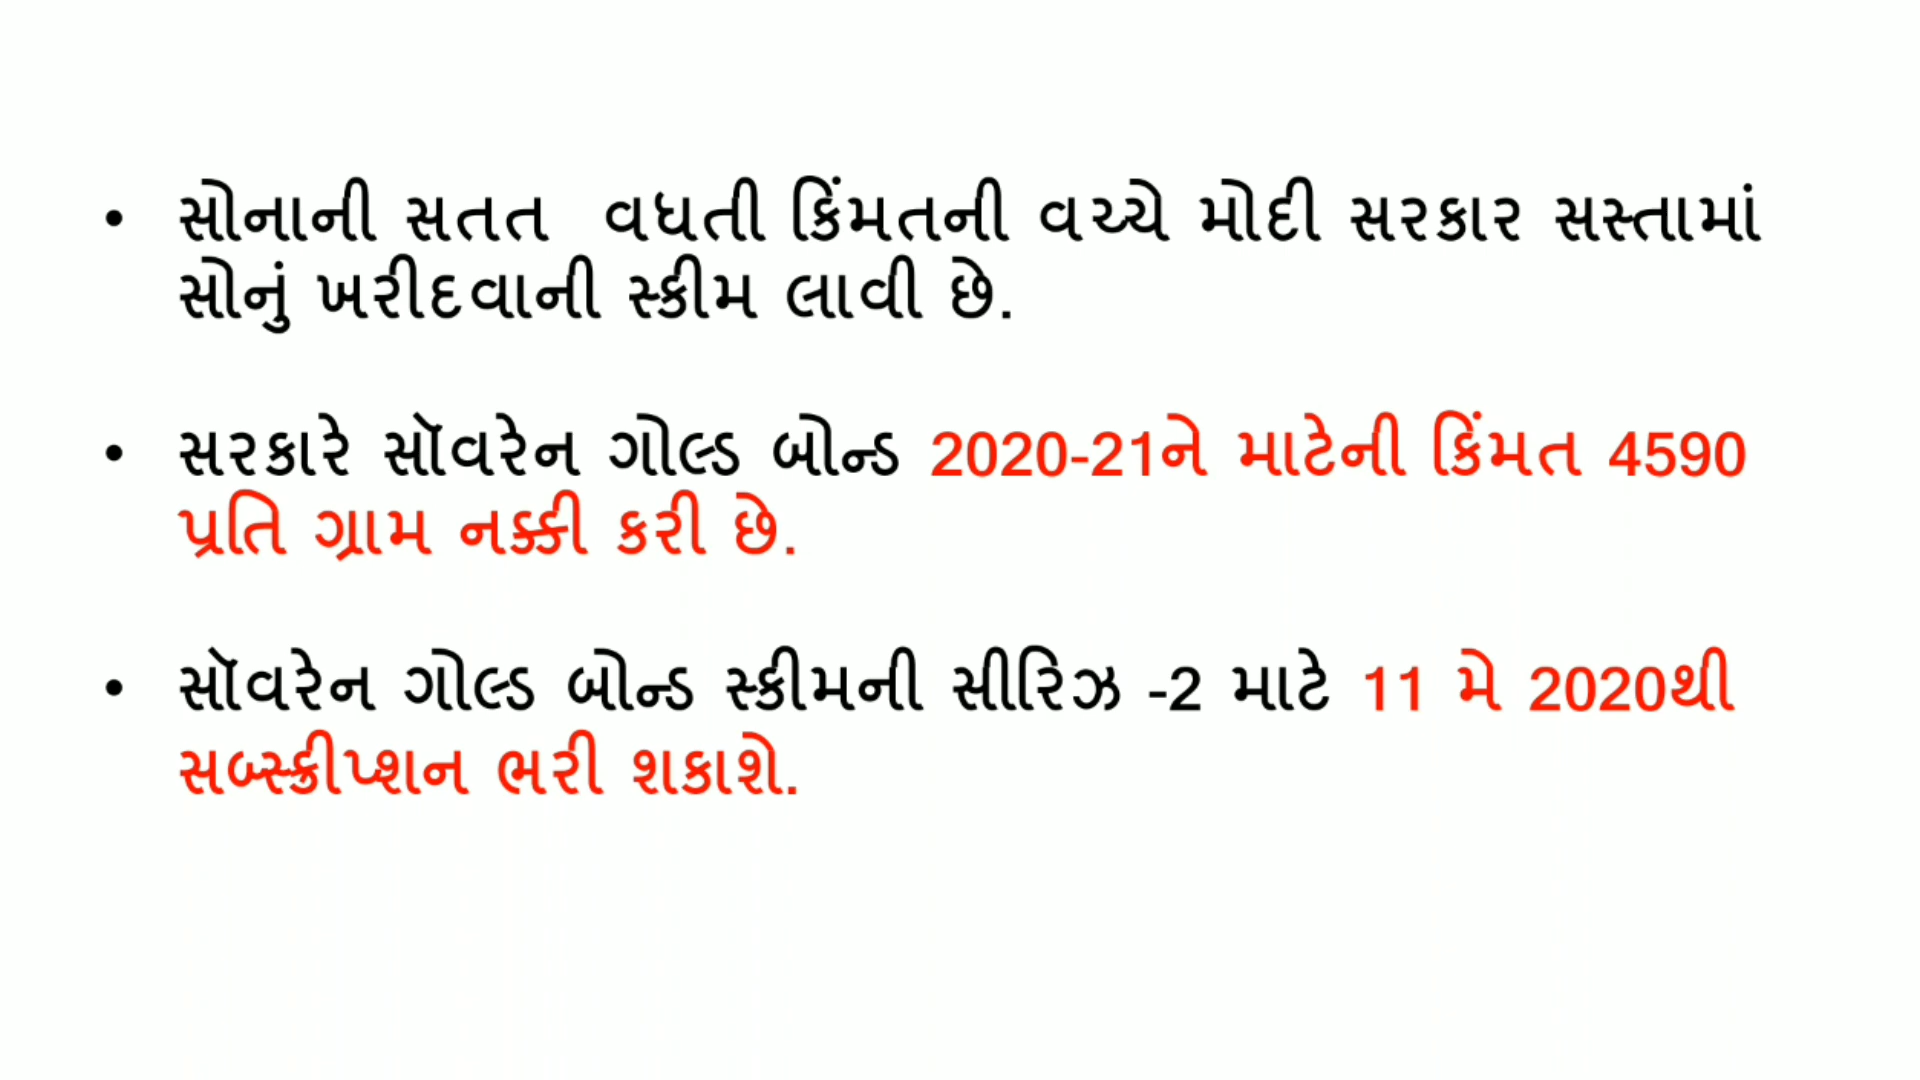 • સોનાની સતત વધતી કિંમતની વચ્ચે મોદી સરકાર સસ્તામાં
સોનું ખરીદવાની સ્કીમ લાવી છે.
• સરકારે સૉવરેન ગોલ્ડ બોન્ડ 2020-21ને માટેની કિંમત 4590
પ્રતિ ગ્રામ નક્કી કરી છે.
• સૉવરેન ગોલ્ડ બોન્ડ સ્કીમની સીરિઝ -2 માટે 11 મે 2020થી
સબ્સ્ક્રીપ્શન ભરી શકાશે.